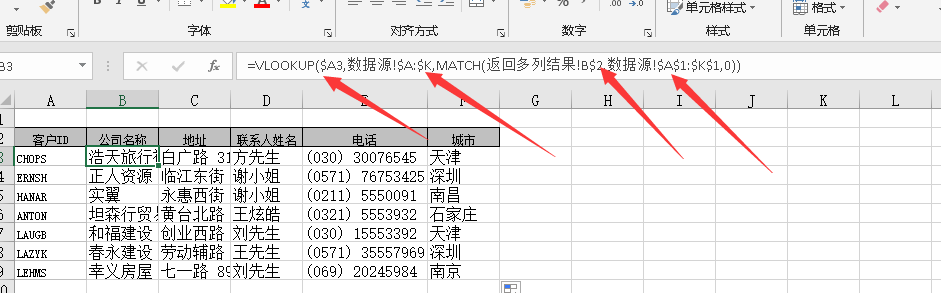 单元格样式 格式
剪贴板 字体 对齐方式 数字 样式 单元格
B3 =VLOOKUP($A3,数据源!$A:$K,MATCH(返回多列结果!B$2,数据源!$A$1:$K$1,0))
A B C D E F G H I J K L
1
2 客户ID 公司名称 地址 联系人姓名 电话 城市
3 CHOPS 浩天旅行 白广路 31 方先生 (030) 30076545 天津
4 ERNSH 正人资源 临江东街 谢小姐 (0571) 76753425 深圳
5 HANAR 实翼 永惠西街 谢小姐 (0211) 5550091 南昌
6 ANTON 坦森行贸易 黄台北路 王炫皓 (0321) 5553932 石家庄
7 LAUGB 和福建设 创业西路 刘先生 (030) 15553392 天津
8 LAZYK 春永建设 劳动辅路 王先生 (0571) 35557969 深圳
9 LEHMS 幸义房屋 七一路 89 刘先生 (069) 20245984 南京